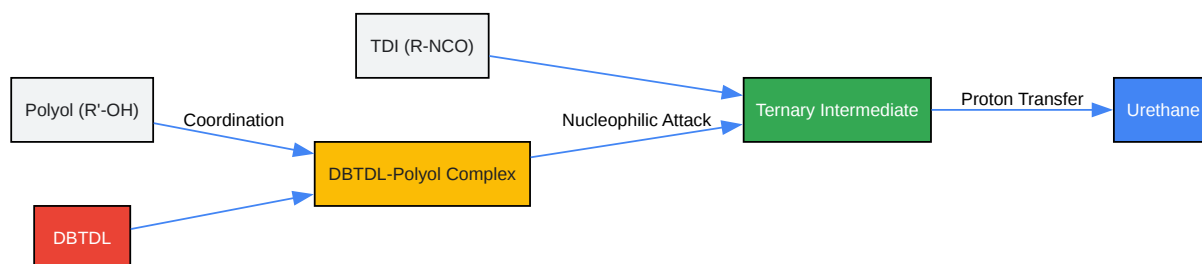 TDI (R-NCO)
Polyol (R'-OH)
Coordination
Nucleophilic Attack
Ternary Intermediate
Proton Transfer
Urethane
DBTDL-Polyol Complex
DBTDL